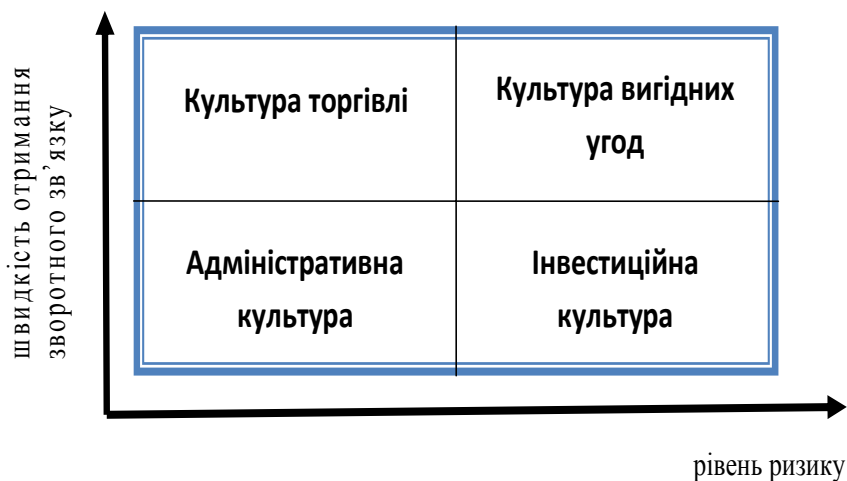 швидкість отримання
зворотного зв’язку
Культура торгівлі
Культура вигідних
угод
Адміністративна
культура
Інвестиційна
культура
рівень ризику